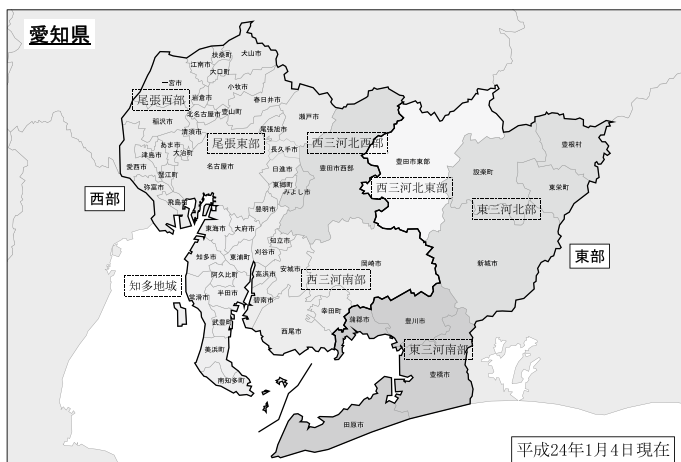 愛知県
扶桑町
犬山市
江南市
大口町
一宮市
岩倉市
小牧市
尾張西部
春日井市
豊山町
北名古屋市
瀬戸市
稲沢市
清須市
尾張旭市
尾張東部
西三河北西部
あま市
長久手市
津島市
大治町
名古屋市
日進市
豊田市西部
豊田市東部
愛西市
蟹江町
東郷町
みよし市
弥富市
飛島村
豊明市
西三河北東部
設楽町
豊根村
東栄町
東三河北部
西部
東海市
大府市
知立市
刈谷市
岡崎市
新城市
東部
知多市
東浦町
高浜市
安城市
知多地域
阿久比町
西三河南部
常滑市
半田市
碧南市
幸田町
武豊町
西尾市
蒲郡市
豊川市
美浜町
東三河南部
南知多町
豊橋市
田原市
平成24年1月4日現在